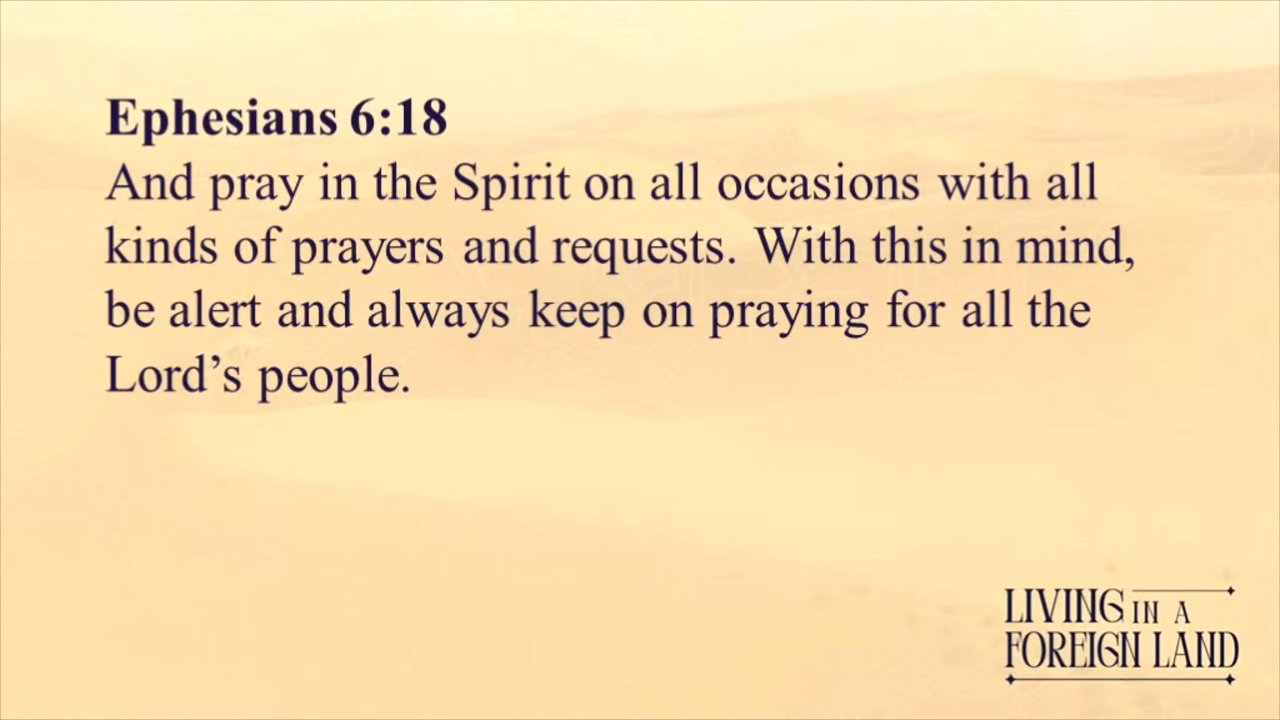 Ephesians 6:18
And pray in the Spirit on all occasions with all
kinds of prayers and requests. With this in mind,
be alert and always keep on praying for all the
Lord’s people.
LIVING IN A
FOREIGN LAND